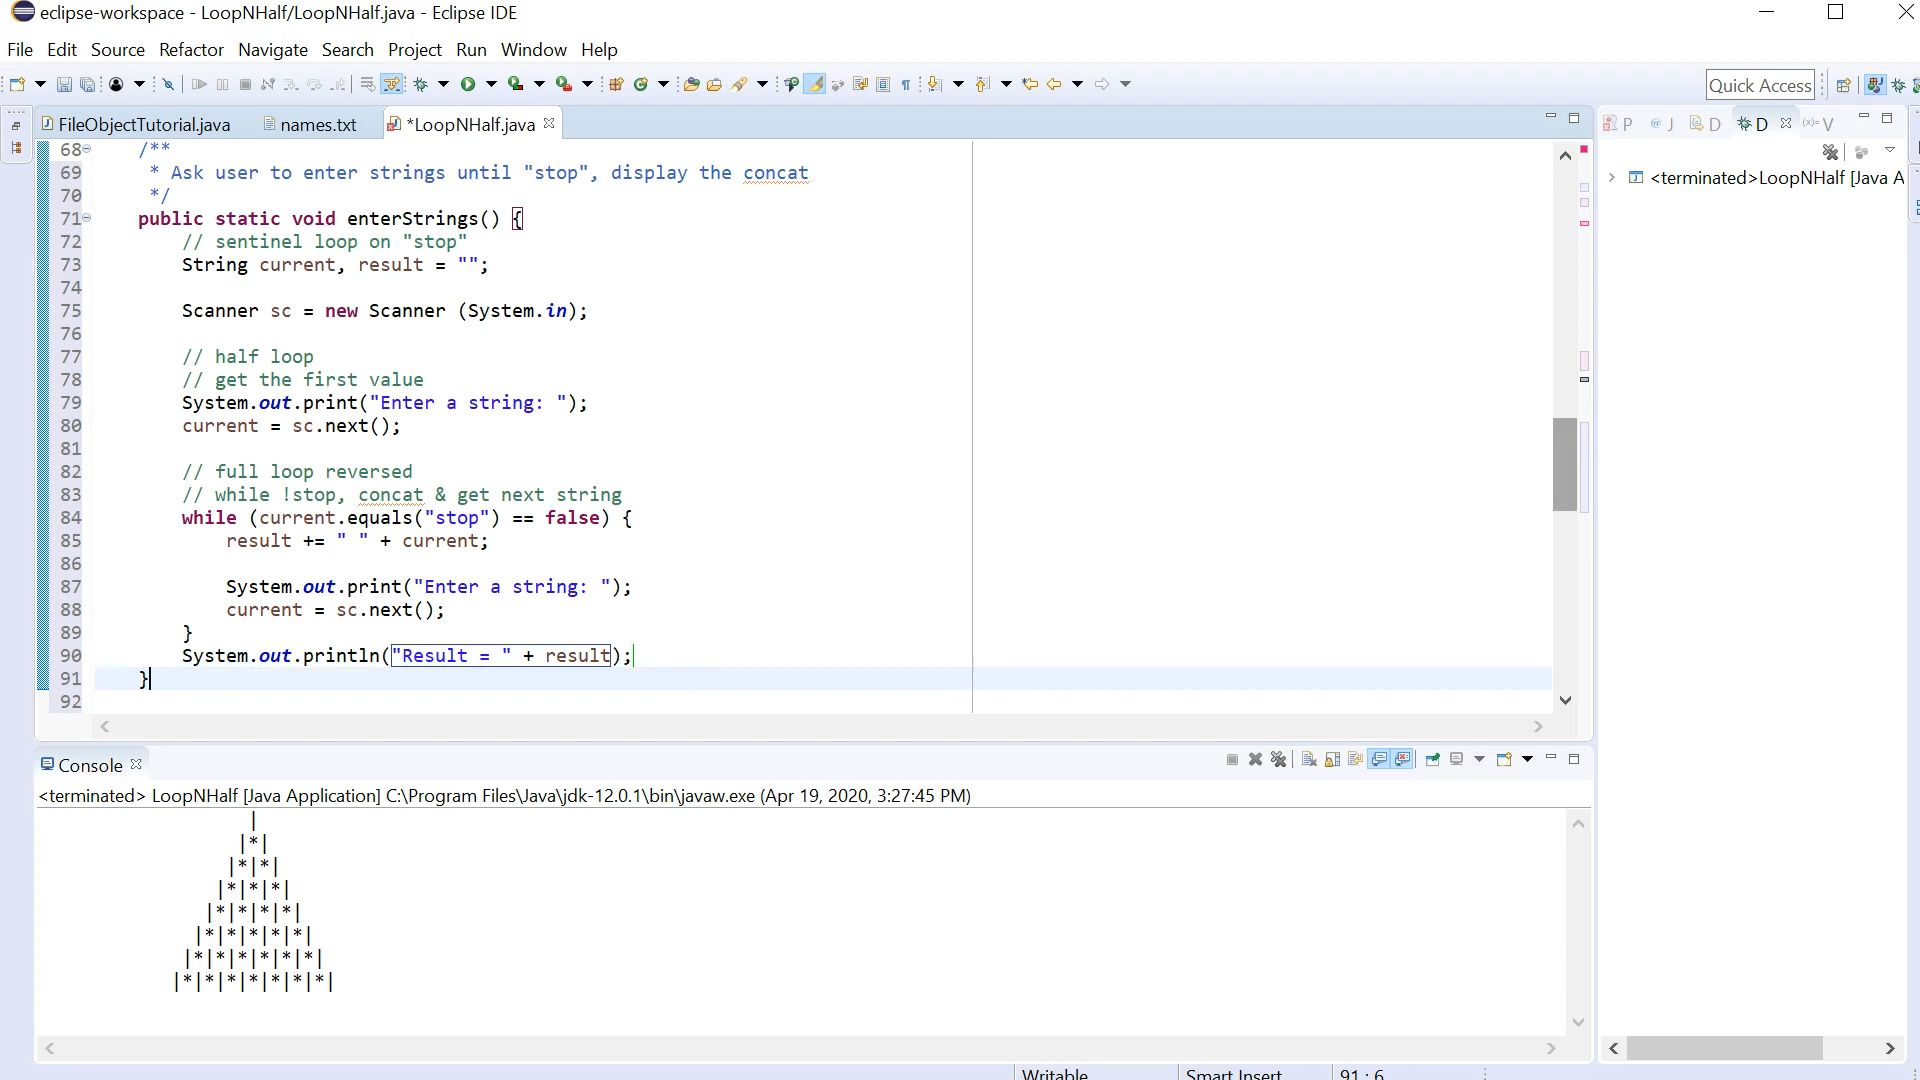 eclipse-workspace - LoopNHalf/LoopNHalf.java - Eclipse IDE
File Edit Source Refactor Navigate Search Project Run Window Help
Quick Access
FileObjectTutorial.java names.txt *LoopNHalf.java
P @ J D D (x)= V
68 /**
69 * Ask user to enter strings until "stop", display the concat
70 */
71 public static void enterStrings() {
72 // sentinel loop on "stop"
73 String current, result = "";
74
75 Scanner sc = new Scanner (System.in);
76
77 // half loop
78 // get the first value
79 System.out.print("Enter a string: ");
80 current = sc.next();
81
82 // full loop reversed
83 // while !stop, concat & get next string
84 while (current.equals("stop") == false) {
85 result += " " + current;
86
87 System.out.print("Enter a string: ");
88 current = sc.next();
89 }
90 System.out.println("Result = " + result);
91 }
92
<terminated>LoopNHalf [Java A
Console
<terminated> LoopNHalf [Java Application] C:\Program Files\Java\jdk-12.0.1\bin\javaw.exe (Apr 19, 2020, 3:27:45 PM)
|
|*|
|*|*|
|*|*|*|
|*|*|*|*|
|*|*|*|*|*|
|*|*|*|*|*|*|
|*|*|*|*|*|*|*|
Writable Smart Insert 91 : 6